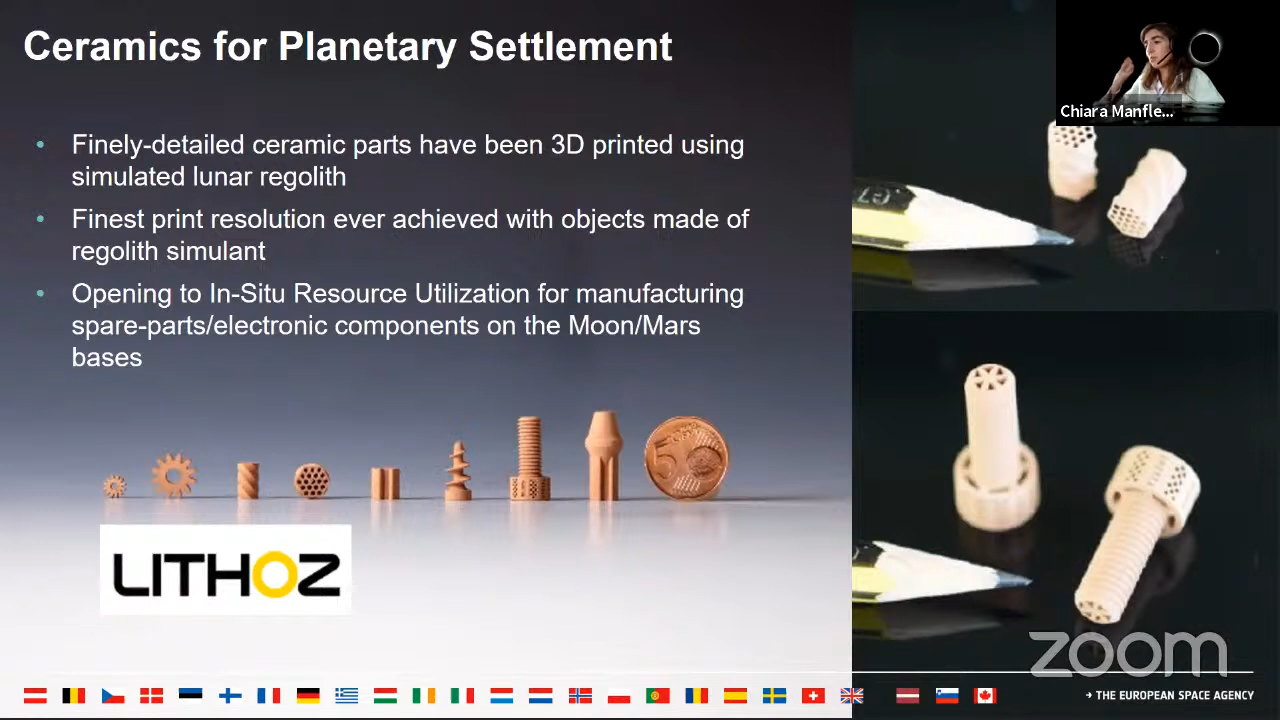 Ceramics for Planetary Settlement
Chiara Manfle...
• Finely-detailed ceramic parts have been 3D printed using
simulated lunar regolith
• Finest print resolution ever achieved with objects made of
regolith simulant
• Opening to In-Situ Resource Utilization for manufacturing
spare-parts/electronic components on the Moon/Mars
bases
5
LITHOZ
zoom
→ THE EUROPEAN SPACE AGENCY